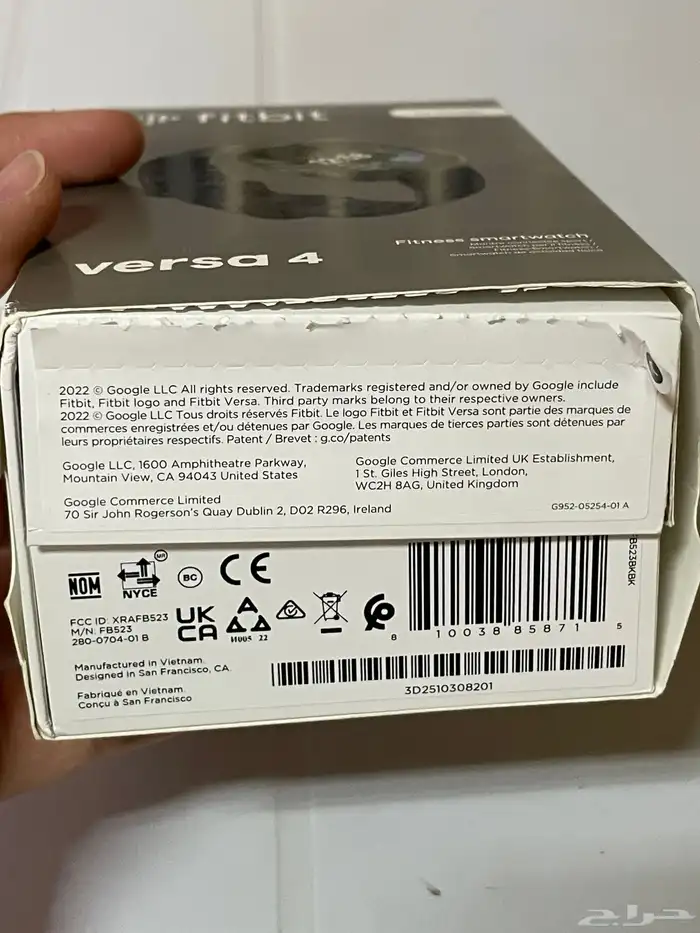 fitbit
versa 4
Fitness smartwatch
2022 © Google LLC All rights reserved. Trademarks registered and/or owned by Google include
Fitbit, Fitbit logo and Fitbit Versa. Third party marks belong to their respective owners.
2022 © Google LLC Tous droits réservés Fitbit. Le logo Fitbit et Fitbit Versa sont partie des marques de
commerces enregistrées et/ou détenues par Google. Les marques de tierces parties sont détenues par
leurs propriétaires respectifs. Patent / Brevet : g.co/patents
Google LLC, 1600 Amphitheatre Parkway,
Mountain View, CA 94043 United States
Google Commerce Limited
70 Sir John Rogerson's Quay Dublin 2, D02 R296, Ireland
Google Commerce Limited UK Establishment,
1 St. Giles High Street, London,
WC2H 8AG, United Kingdom
G952-05254-01 A
NOM
NYCE
MR
BC
CE
FB523BKBK
FCC ID: XRAFB523
M/N: FB523
280-0704-01 B
UK
CA
M005 22
8 10038 85871 5
Manufactured in Vietnam.
Designed in San Francisco, CA.
Fabriqué en Vietnam.
Conçu à San Francisco
3D2510308201
حراج